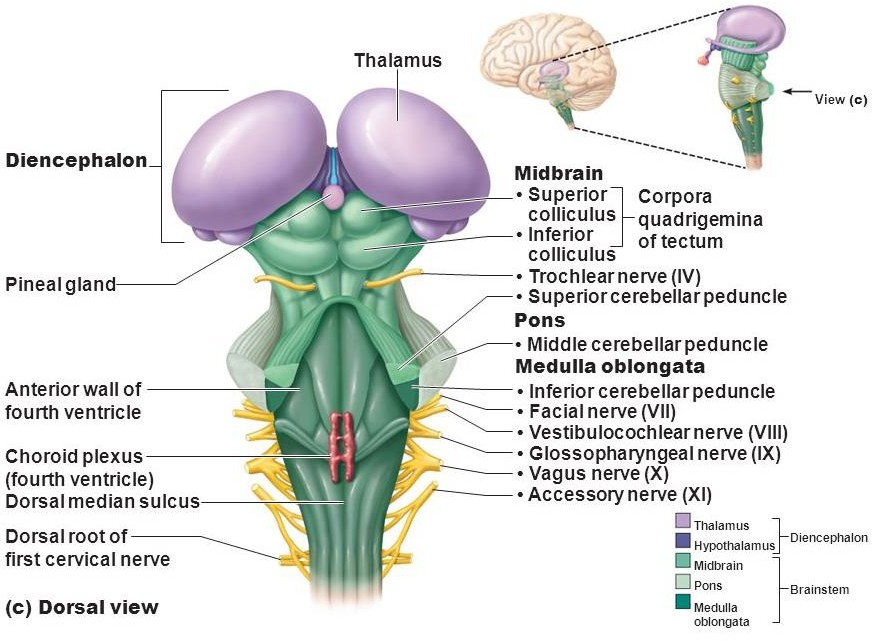 Thalamus
View (c)
Diencephalon
Pineal gland
Anterior wall of
fourth ventricle
Choroid plexus
(fourth ventricle)
Dorsal median sulcus
Dorsal root of
first cervical nerve
(c) Dorsal view
Midbrain
• Superior
colliculus
• Inferior
colliculus
Corpora
quadrigemina
of tectum
• Trochlear nerve (IV)
• Superior cerebellar peduncle
Pons
• Middle cerebellar peduncle
Medulla oblongata
• Inferior cerebellar peduncle
• Facial nerve (VII)
• Vestibulocochlear nerve (VIII)
• Glossopharyngeal nerve (IX)
• Vagus nerve (X)
• Accessory nerve (XI)
Thalamus
Hypothalamus
Diencephalon
Midbrain
Pons
Medulla
oblongata
Brainstem